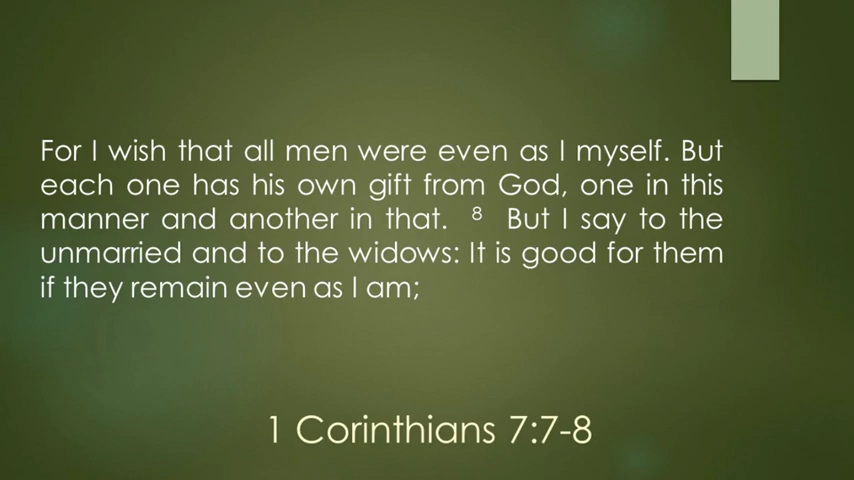 For I wish that all men were even as I myself. But
each one has his own gift from God, one in this
manner and another in that. ⁸ But I say to the
unmarried and to the widows: It is good for them
if they remain even as I am;
1 Corinthians 7:7-8